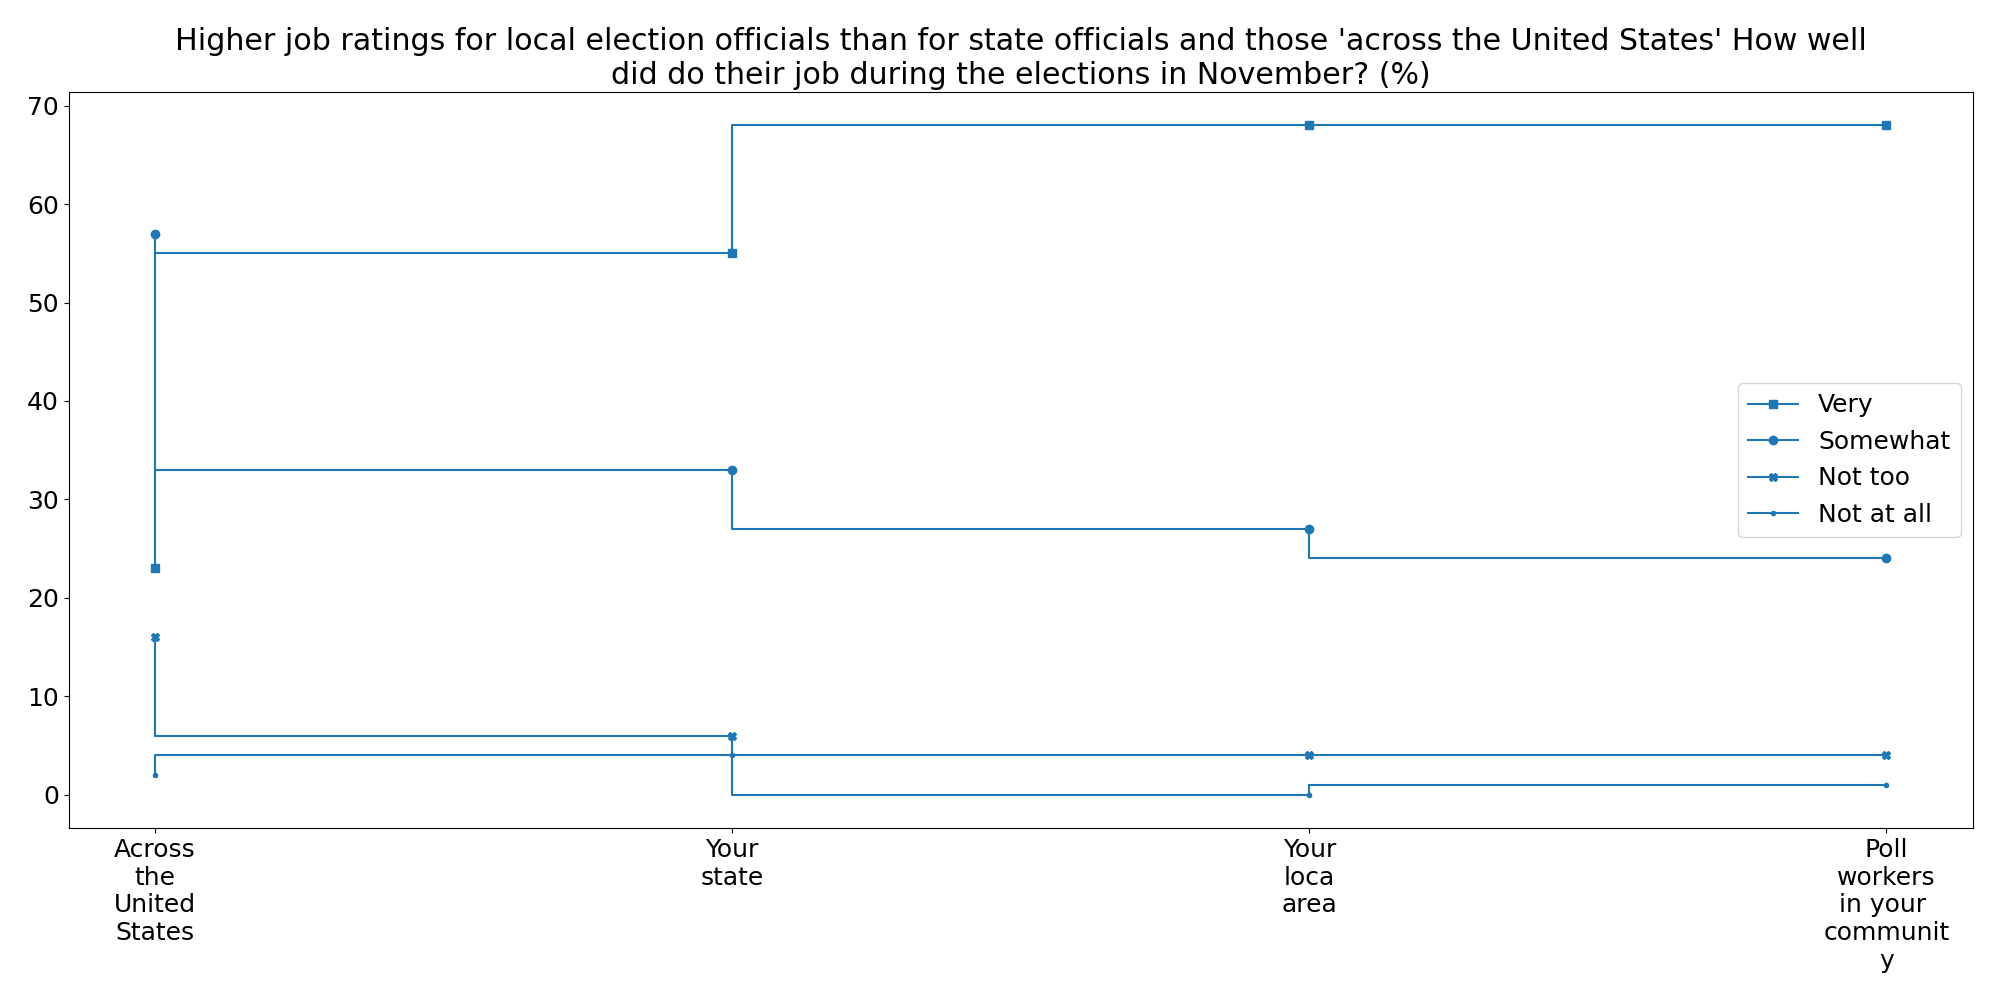 Higher job ratings for local election officials than for state officials and those 'across the United States' How well
did do their job during the elections in November? (%)
70
60
50
40
30
20
10
0
Very
Somewhat
Not too
Not at all
Across
the
United
States
Your
state
Your
loca
area
Poll
workers
in your
communit
y